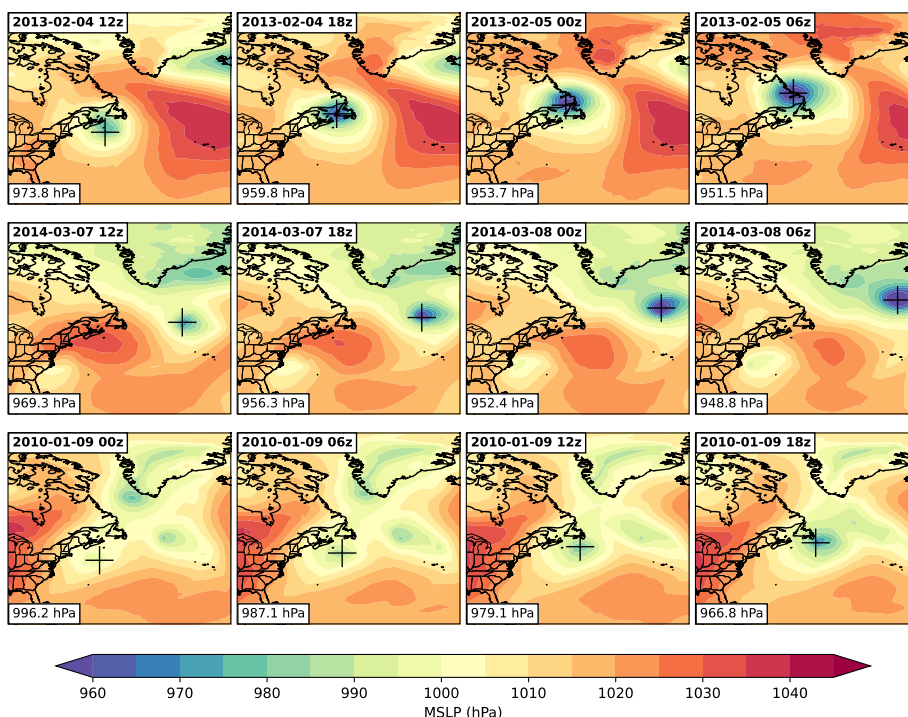 2013-02-04 12z
2013-02-04 18z
2013-02-05 00z
2013-02-05 06z
973.8 hPa
959.8 hPa
953.7 hPa
951.5 hPa
2014-03-07 12z
2014-03-07 18z
2014-03-08 00z
2014-03-08 06z
969.3 hPa
956.3 hPa
952.4 hPa
948.8 hPa
2010-01-09 00z
2010-01-09 06z
2010-01-09 12z
2010-01-09 18z
996.2 hPa
987.1 hPa
979.1 hPa
966.8 hPa
960 970 980 990 1000 1010 1020 1030 1040
MSLP (hPa)